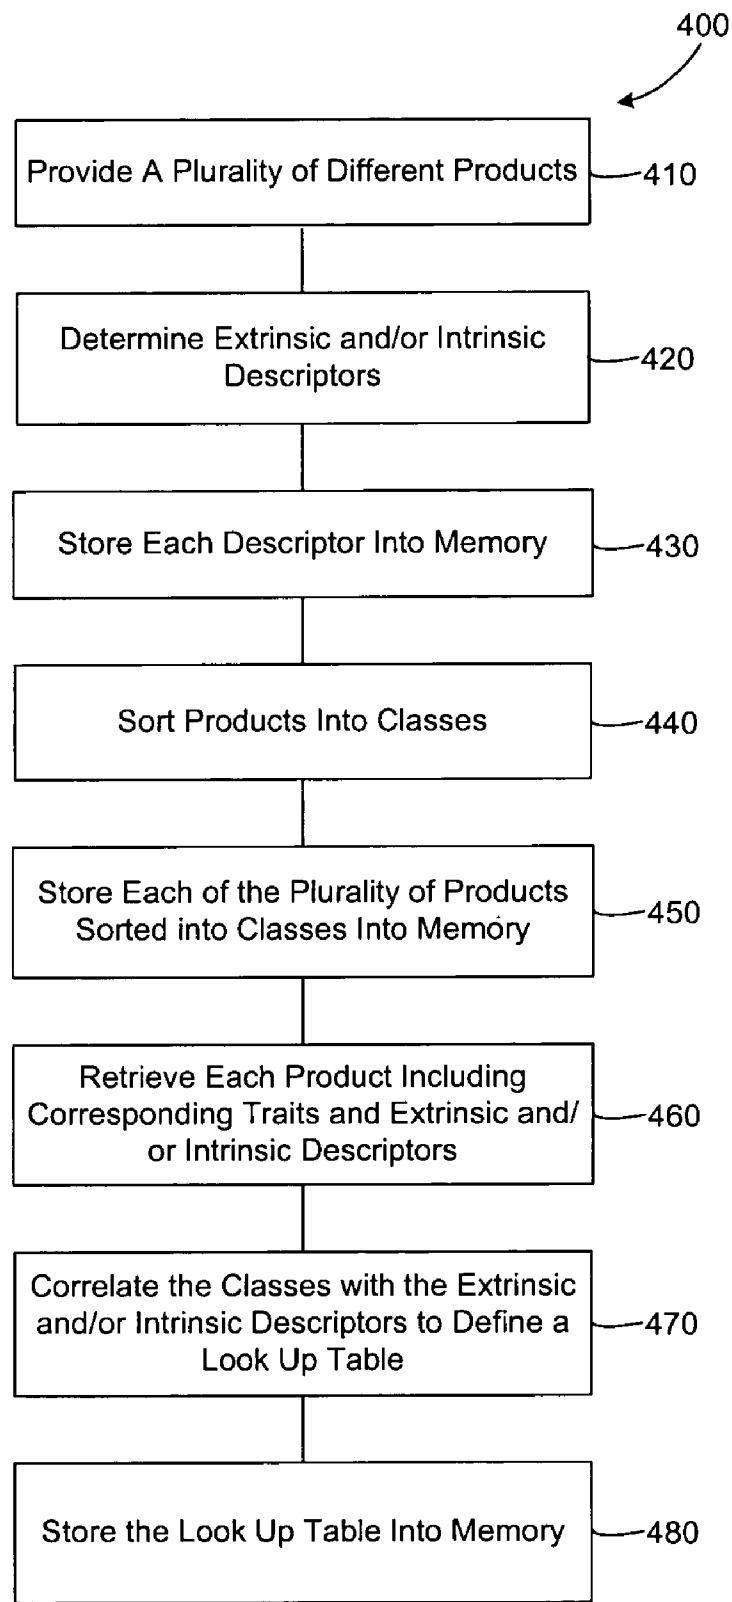 400
Provide A Plurality of Different Products
410
Determine Extrinsic and/or Intrinsic
Descriptors
420
Store Each Descriptor Into Memory
430
Sort Products Into Classes
440
Store Each of the Plurality of Products
Sorted into Classes Into Memory
450
Retrieve Each Product Including
Corresponding Traits and Extrinsic and/
or Intrinsic Descriptors
460
Correlate the Classes with the Extrinsic
and/or Intrinsic Descriptors to Define a
Look Up Table
470
Store the Look Up Table Into Memory
480